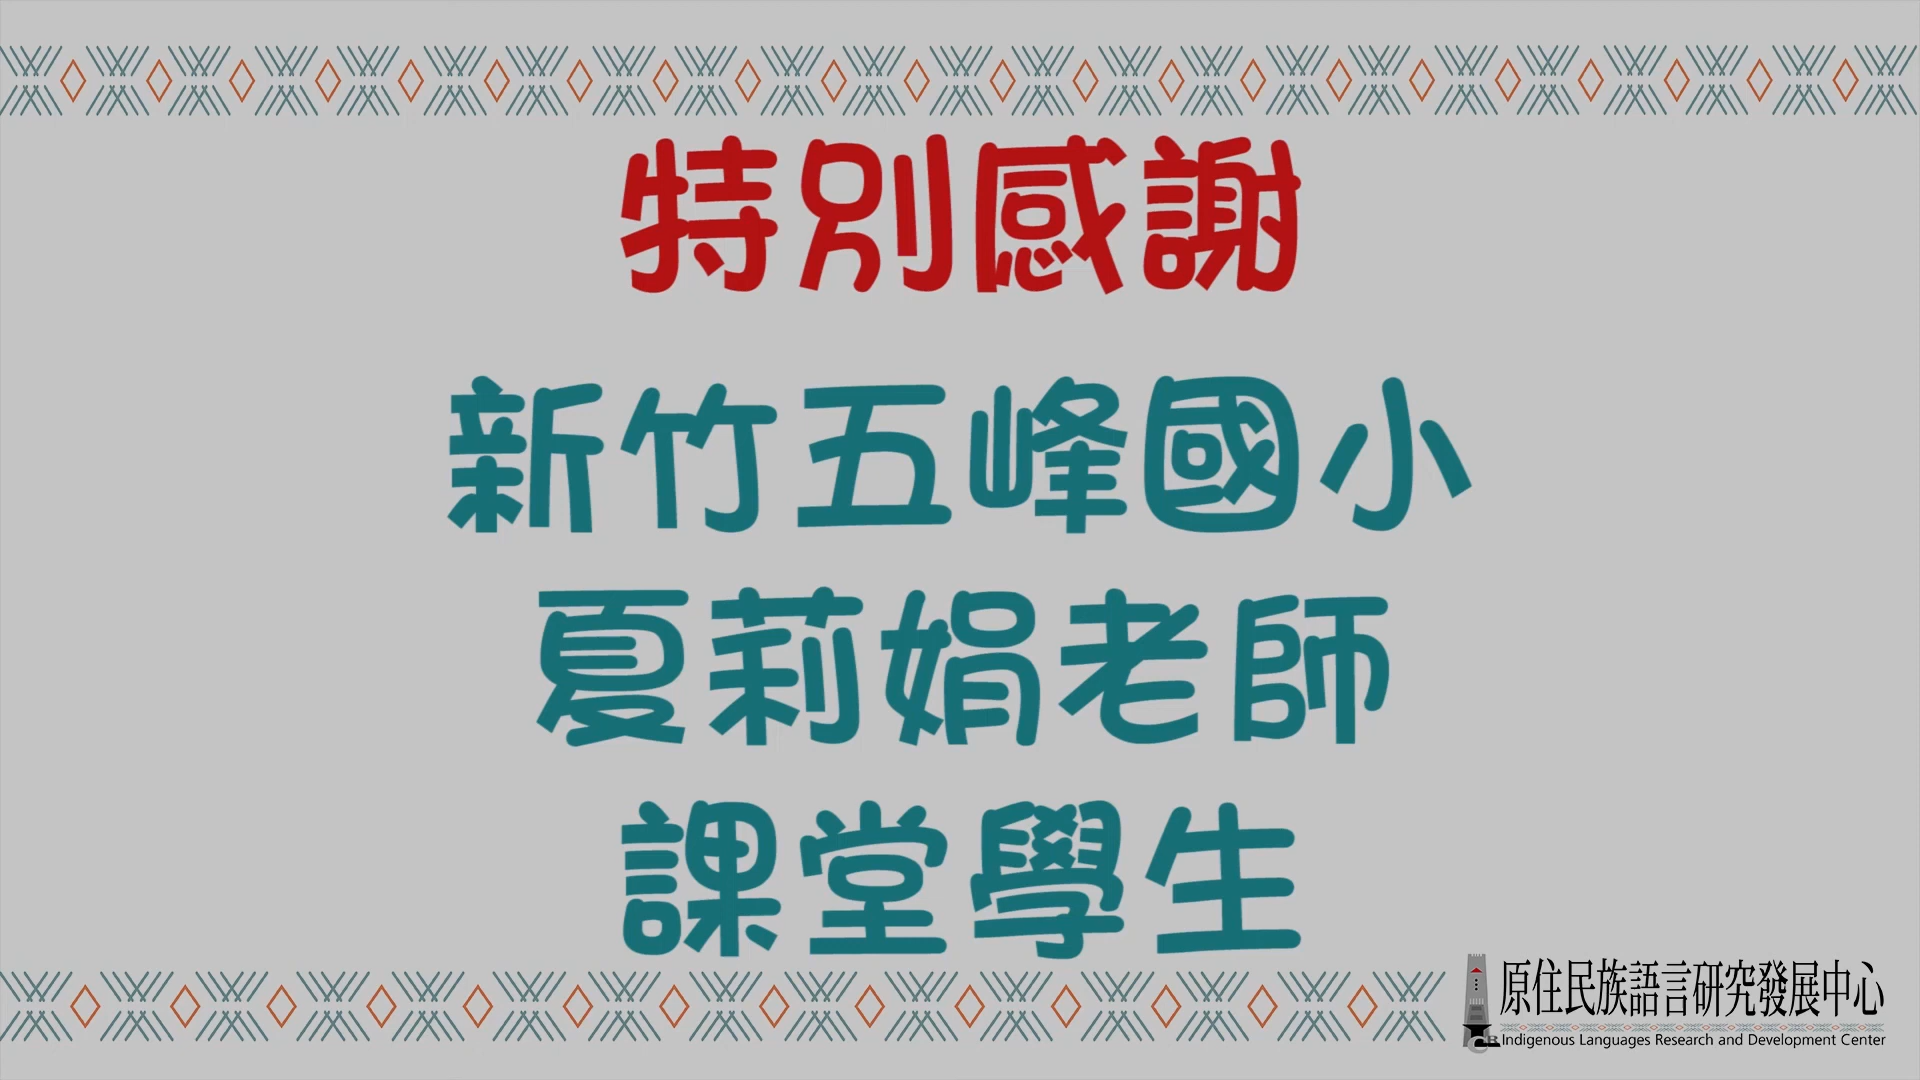 特別感謝
新竹五峰國小
夏莉娟老師
課堂學生
原住民族語言研究發展中心
Indigenous Languages Research and Development Center